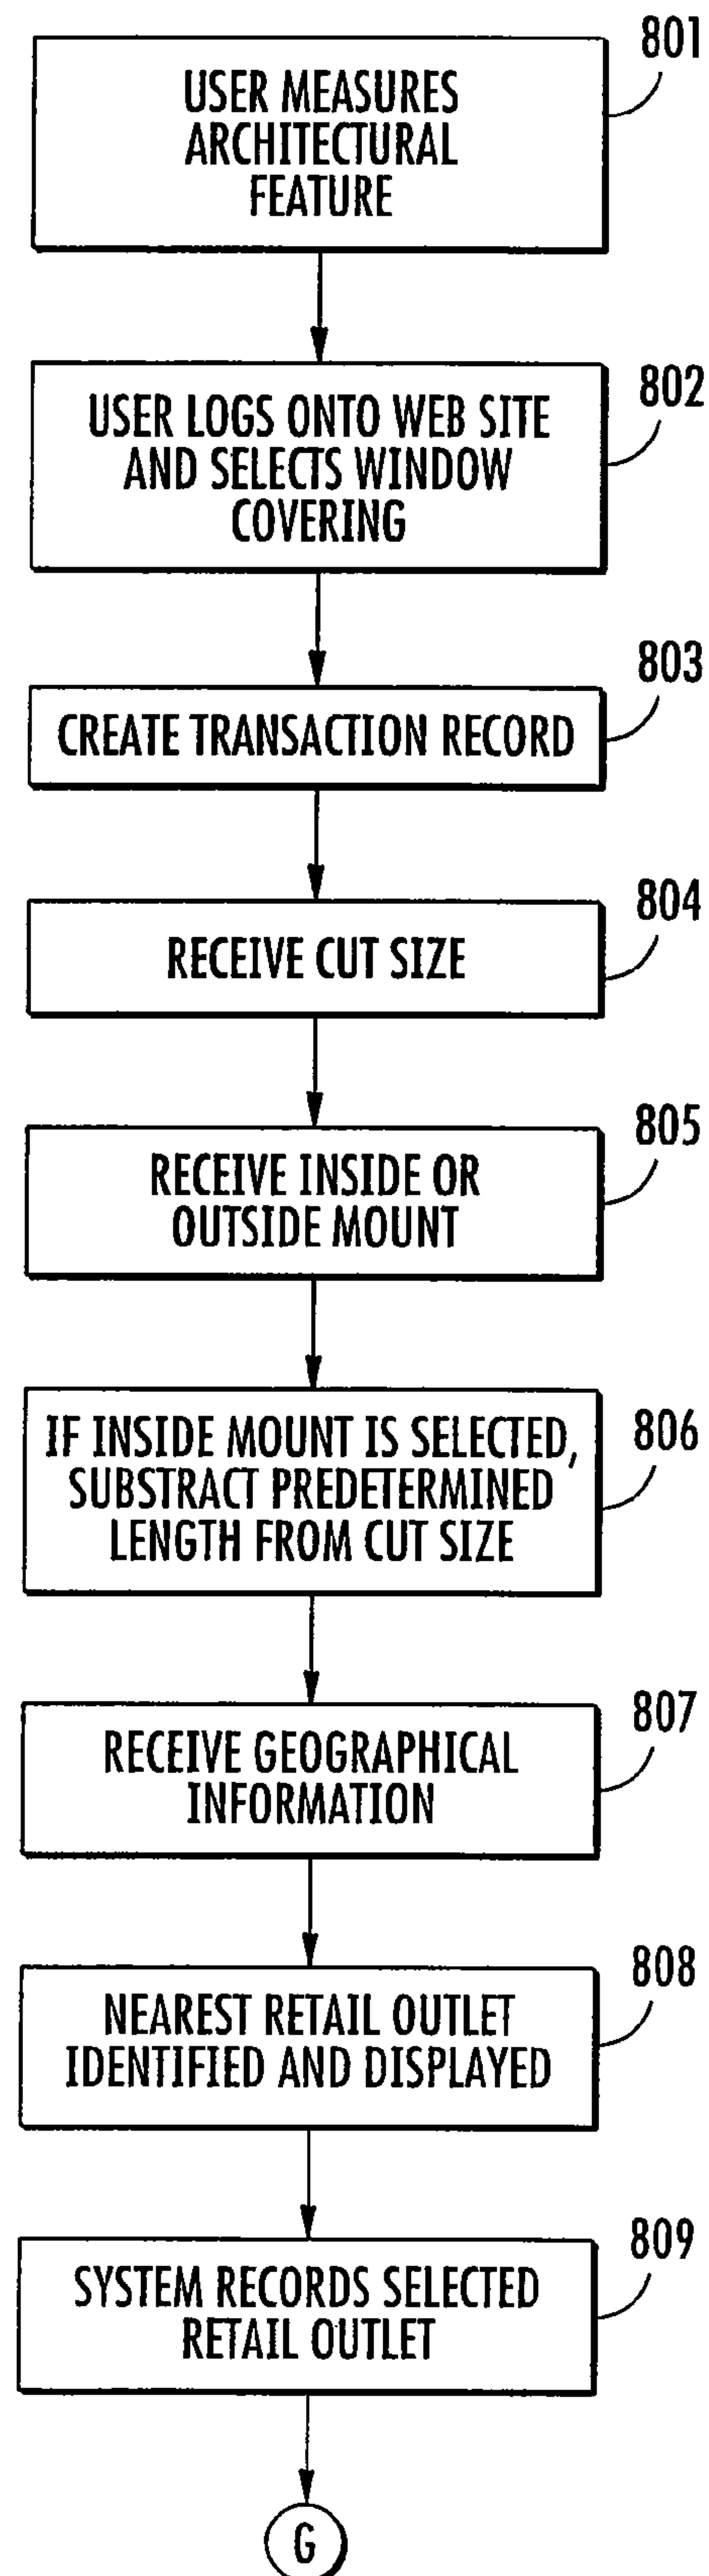 801
USER MEASURES
ARCHITECTURAL
FEATURE
802
USER LOGS ONTO WEB SITE
AND SELECTS WINDOW
COVERING
803
CREATE TRANSACTION RECORD
804
RECEIVE CUT SIZE
805
RECEIVE INSIDE OR
OUTSIDE MOUNT
806
IF INSIDE MOUNT IS SELECTED,
SUBSTRACT PREDETERMINED
LENGTH FROM CUT SIZE
807
RECEIVE GEOGRAPHICAL
INFORMATION
808
NEAREST RETAIL OUTLET
IDENTIFIED AND DISPLAYED
809
SYSTEM RECORDS SELECTED
RETAIL OUTLET
G